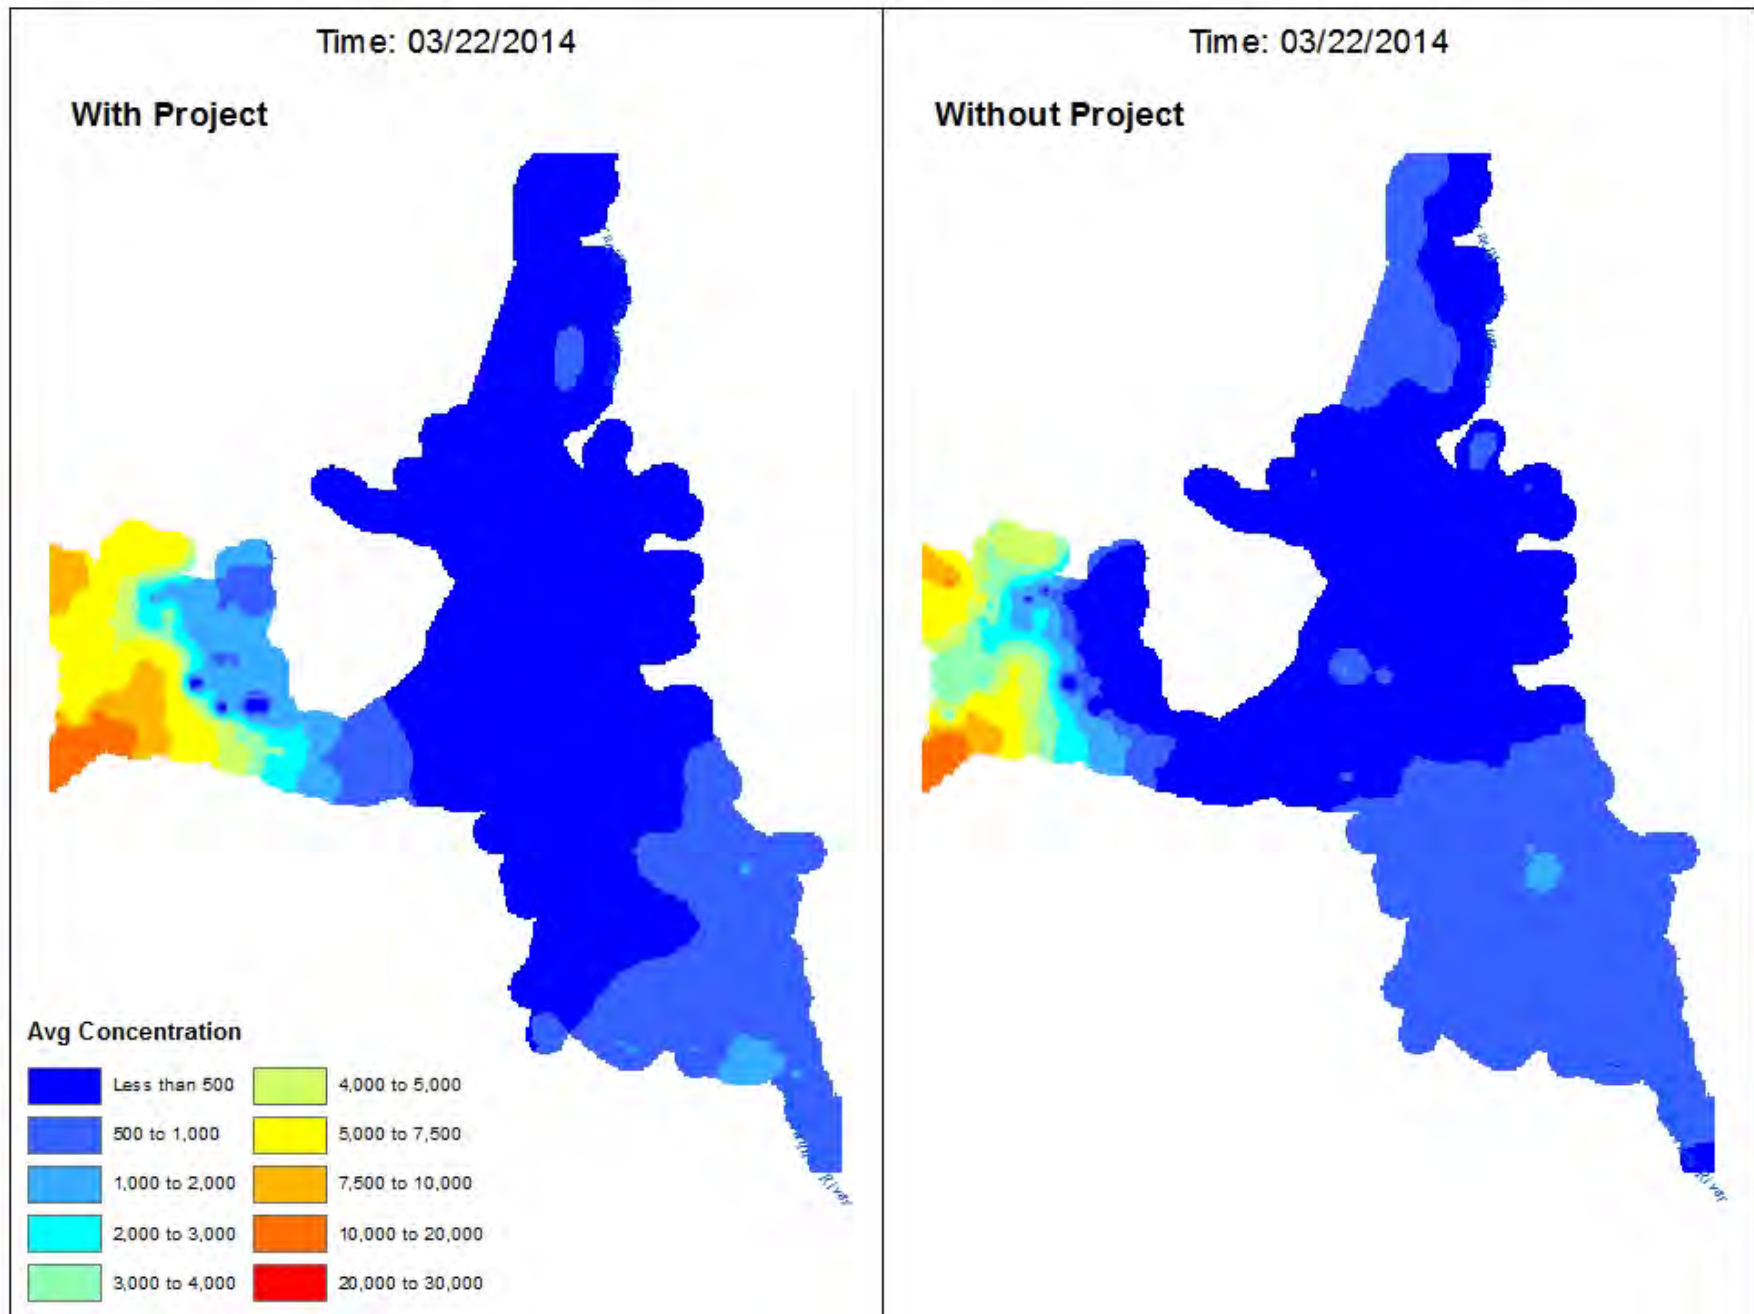 Time: 03/22/2014
With Project
Time: 03/22/2014
Without Project
Avg Concentration
Less than 500
500 to 1,000
1,000 to 2,000
2,000 to 3,000
3,000 to 4,000
4,000 to 5,000
5,000 to 7,500
7,500 to 10,000
10,000 to 20,000
20,000 to 30,000
River
River